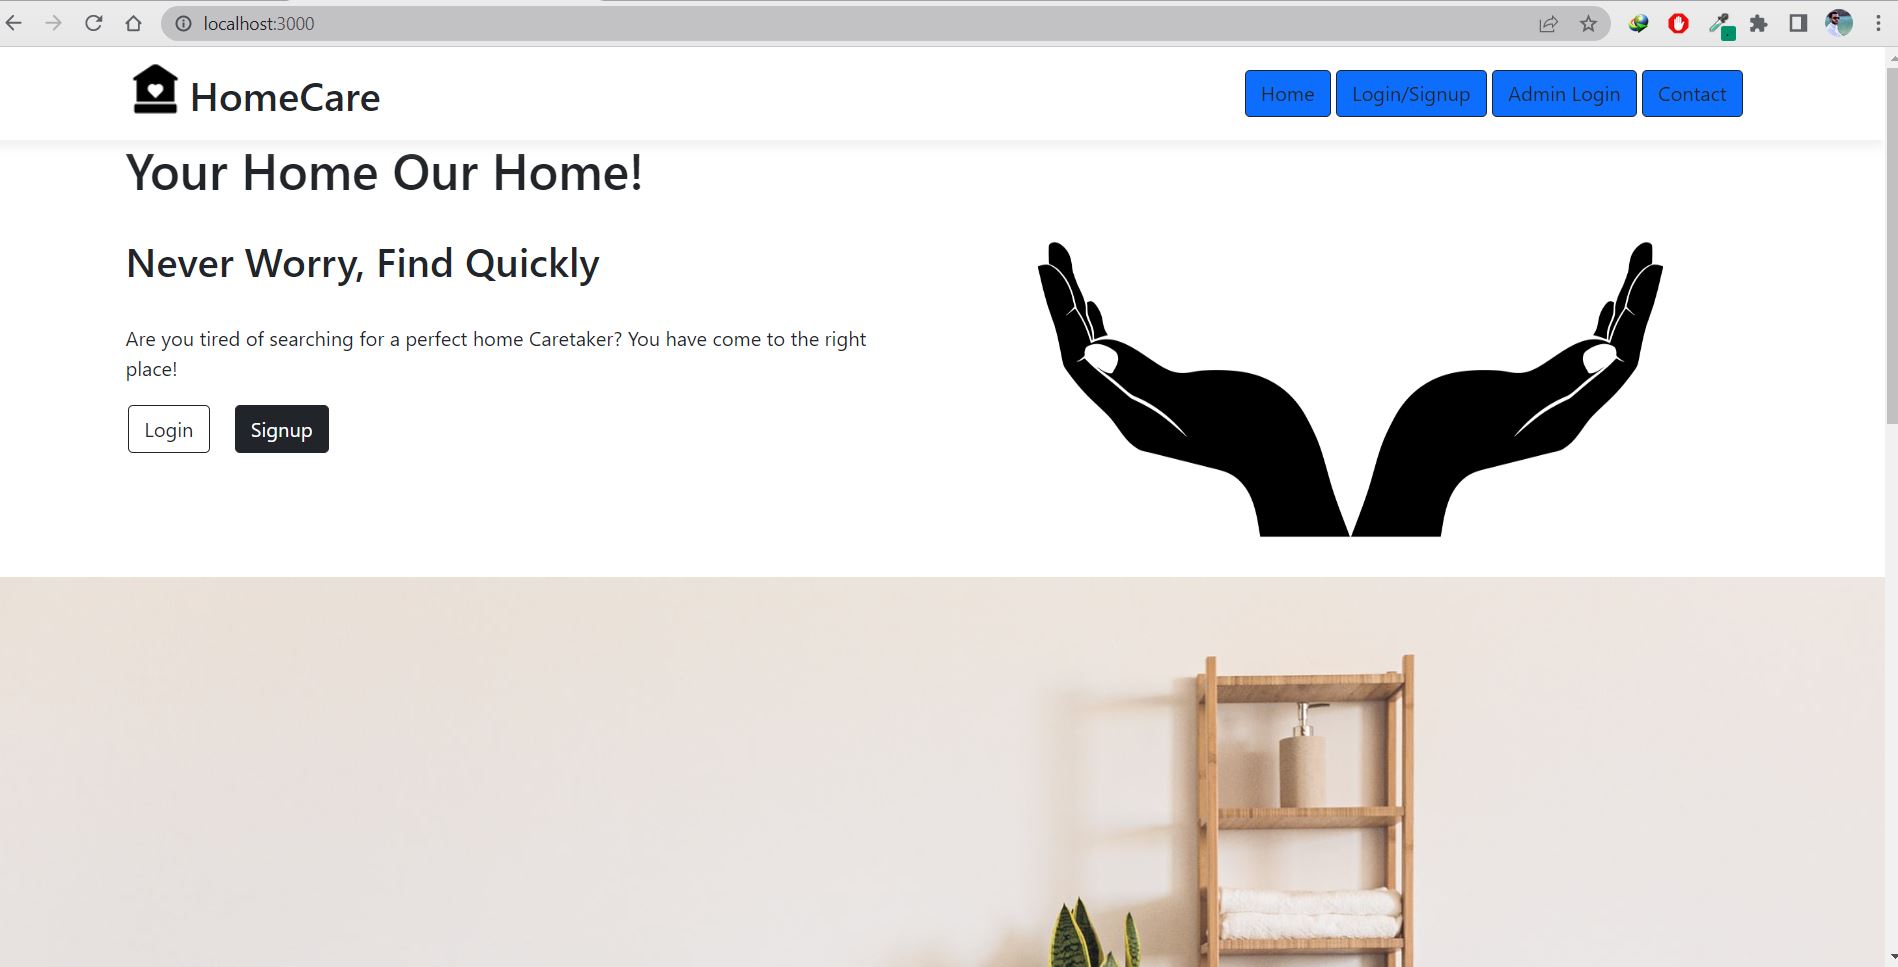 localhost:3000
HomeCare
Home
Login/Signup
Admin Login
Contact
Your Home Our Home!
Never Worry, Find Quickly
Are you tired of searching for a perfect home Caretaker? You have come to the right
place!
Login
Signup